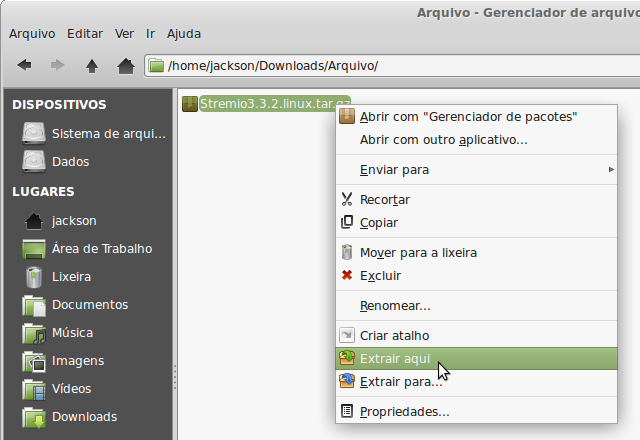 Arquivo - Gerenciador de arquivo
Arquivo Editar Ver Ir Ajuda
/home/jackson/Downloads/Arquivo/
DISPOSITIVOS
Sistema de arqui...
Dados
LUGARES
jackson
Área de Trabalho
Lixeira
Documentos
Música
Imagens
Vídeos
Downloads
Stremio3.3.2.linux.tar.gz
Abrir com "Gerenciador de pacotes"
Abrir com outro aplicativo...
Enviar para
Recortar
Copiar
Mover para a lixeira
Excluir
Renomear...
Criar atalho
Extrair aqui
Extrair para...
Propriedades...